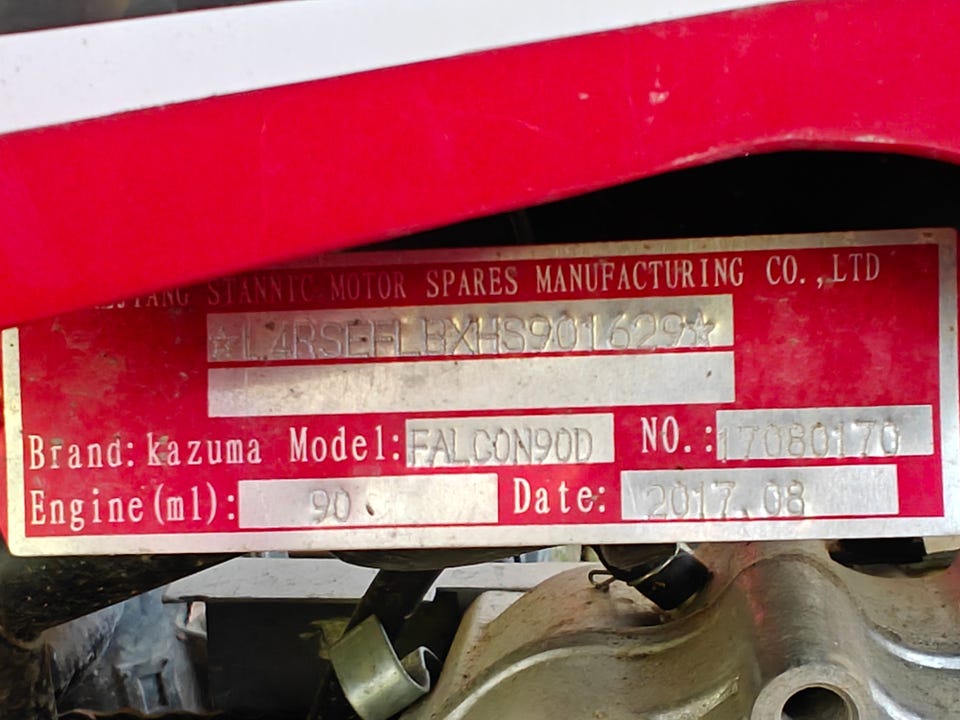 JIANG STANNIC MOTOR SPARES MANUFACTURING CO.,LTD
☆L4RSEFLBXHS901629☆
Brand: kazuma Model: FALCON90D NO.: 17080170
Engine(ml): 90 Date: 2017.08